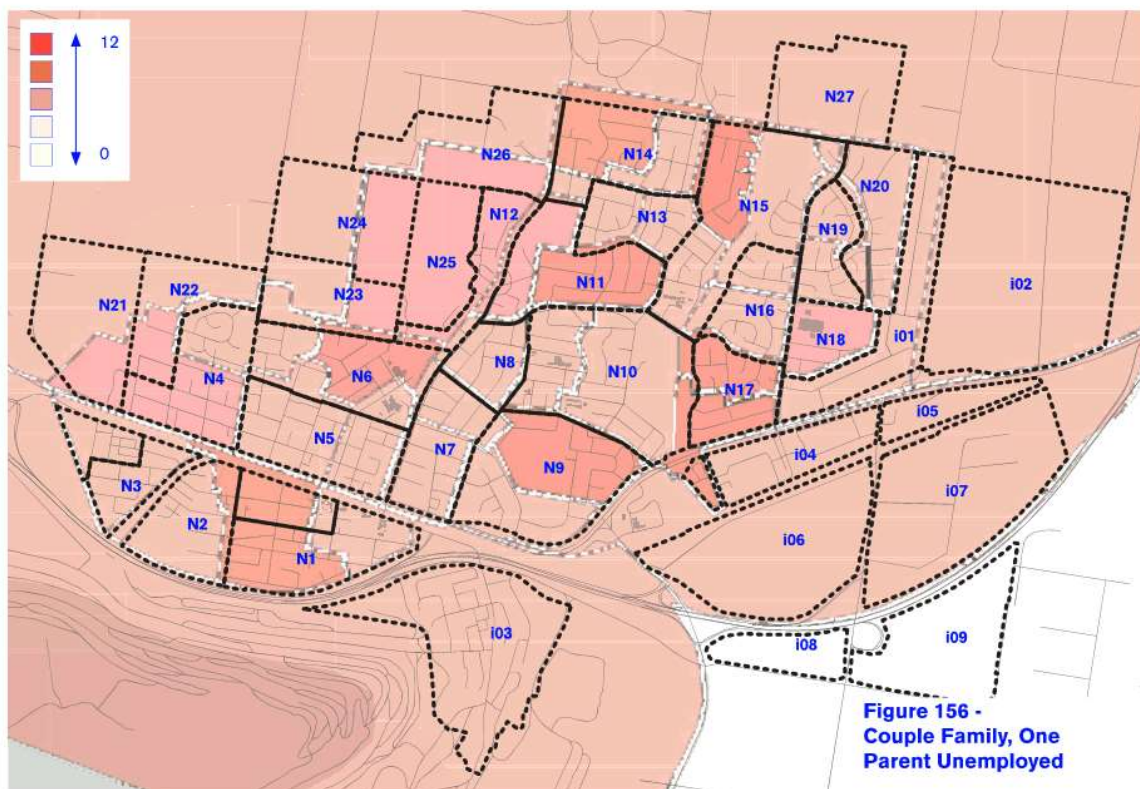 12
0
N27
N26
N14
N20
N24
N12
N13
N15
N19
N25
N21
N22
N23
N11
i02
N16
N18
i01
N4
N6
N8
N10
N17
i05
N5
N7
N9
i04
N3
i07
N2
i06
N1
i03
i08
i09
Figure 156 -
Couple Family, One
Parent Unemployed